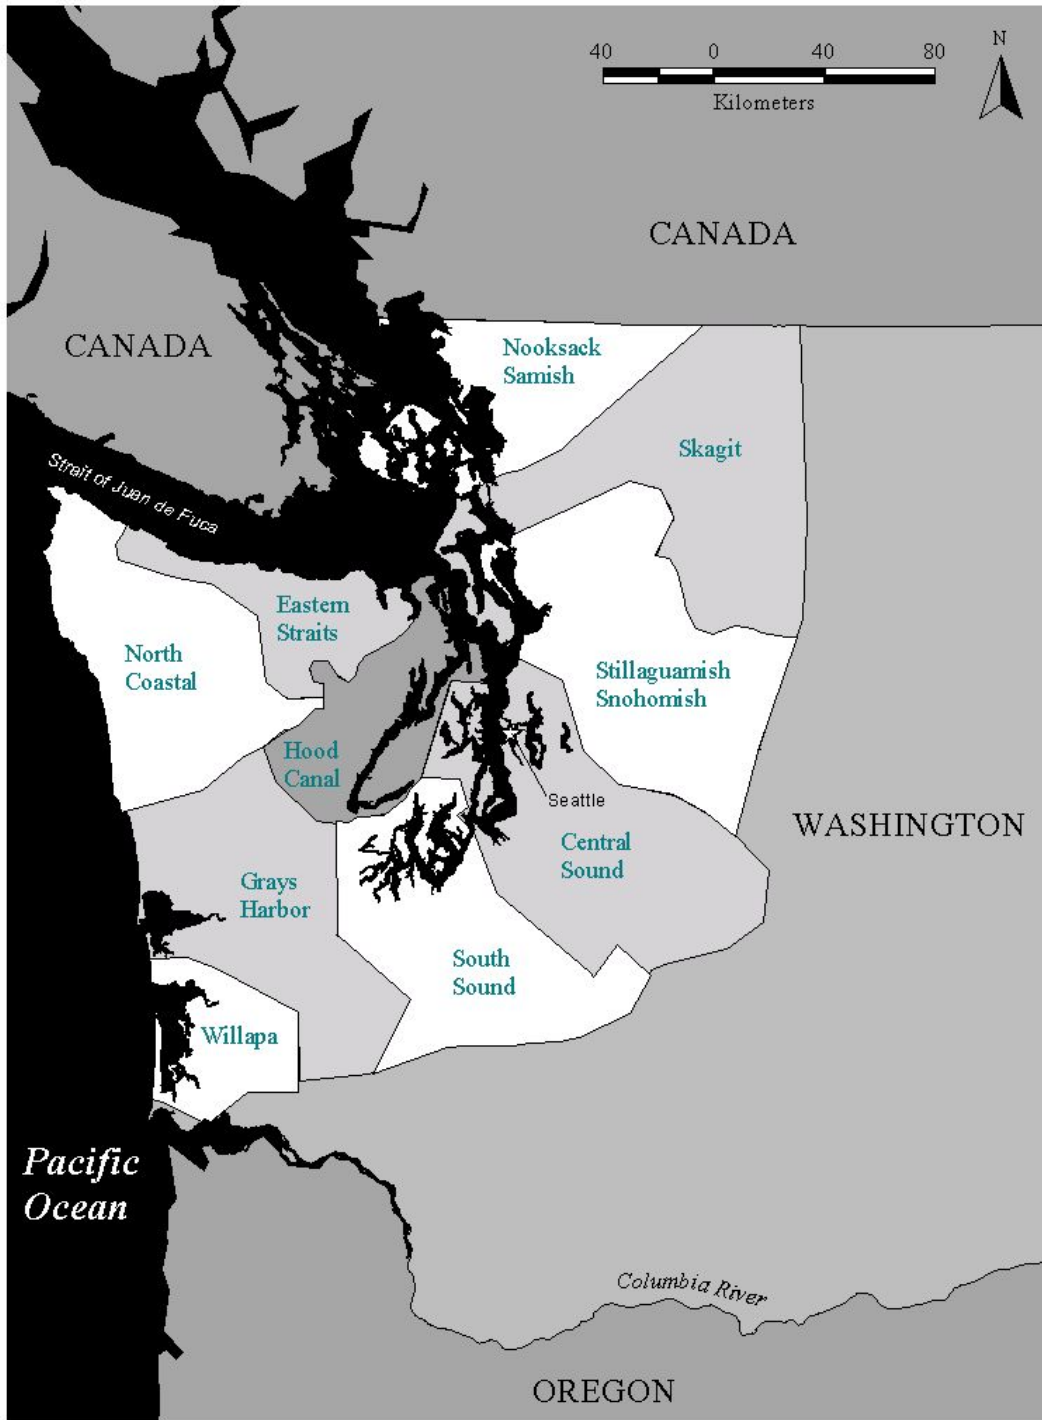 40 0 40 80
Kilometers
N
CANADA
CANADA
Nooksack
Samish
Skagit
Strait of Juan de Fuca
Eastern
Straits
North
Coastal
Stillaguamish
Snohomish
Hood
Canal
Seattle
WASHINGTON
Central
Sound
Grays
Harbor
South
Sound
Willapa
Pacific
Ocean
Columbia River
OREGON